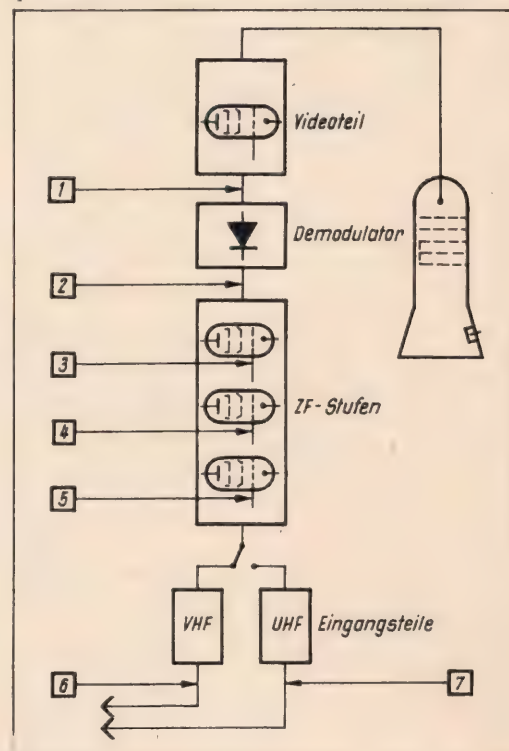 Videoteil
1
Demodulator
2
3
ZF-Stufen
4
5
VHF UHF Eingangsteile
6 7